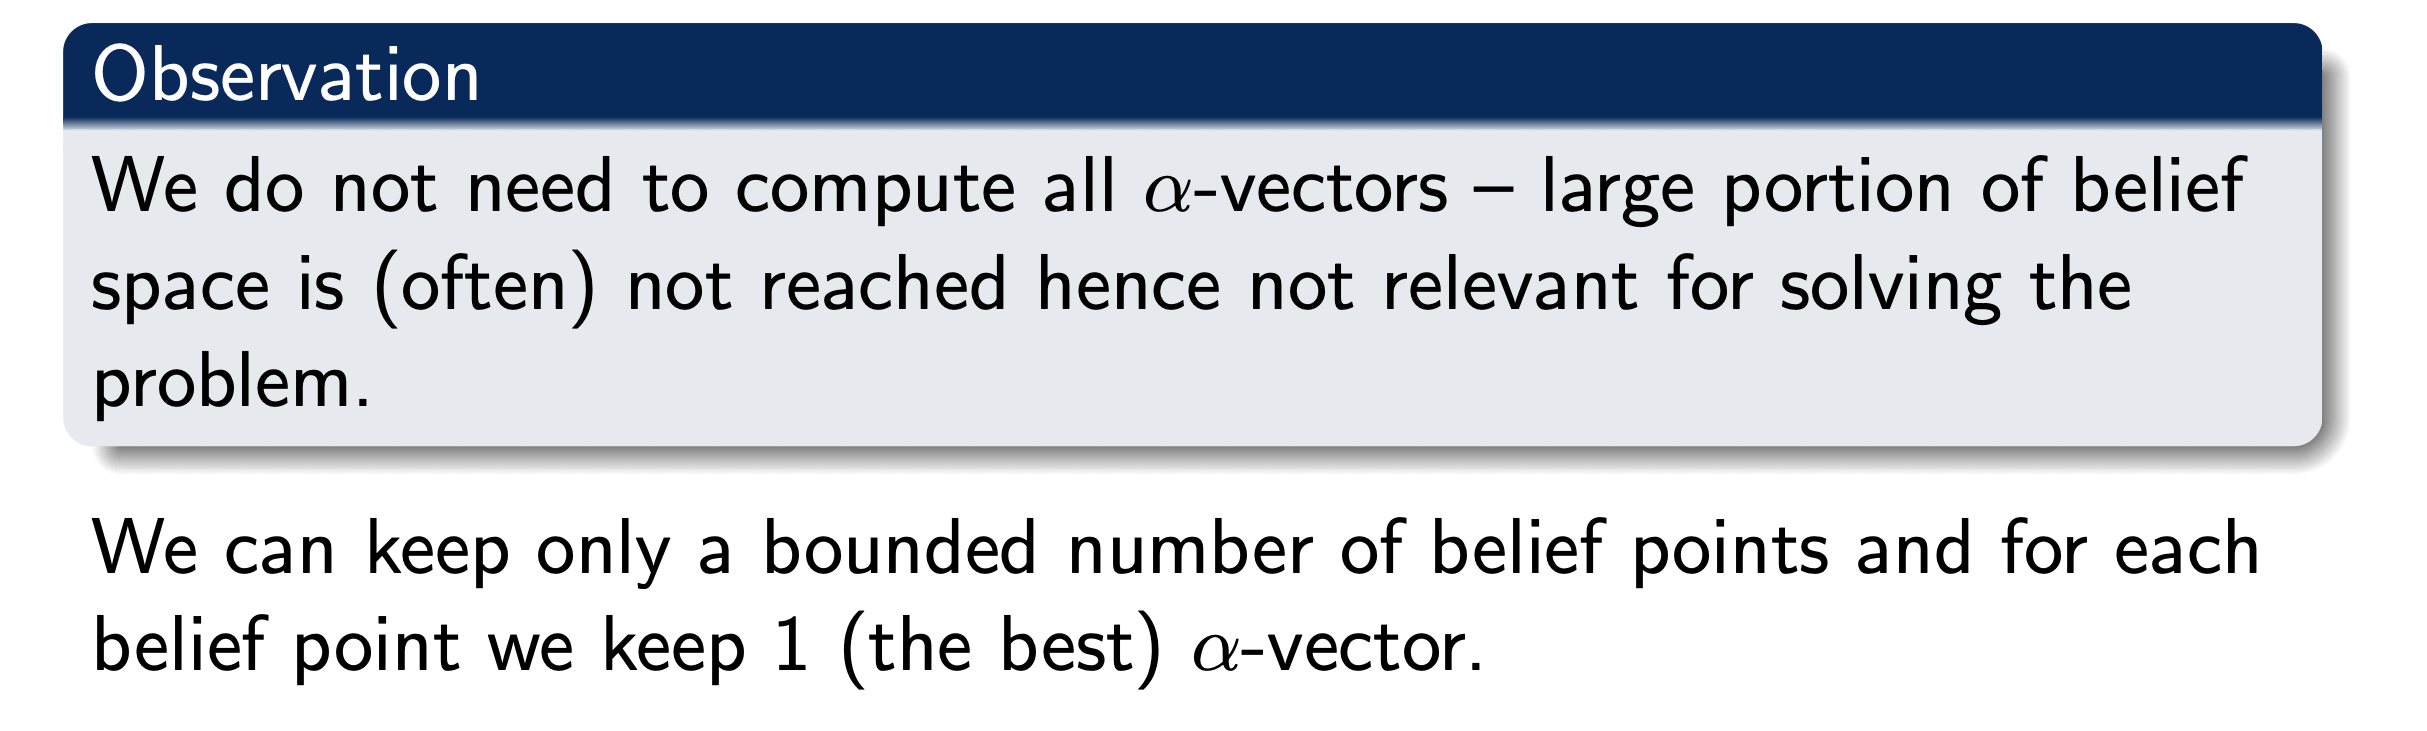 Observation
We do not need to compute all α-vectors – large portion of belief
space is (often) not reached hence not relevant for solving the
problem.
We can keep only a bounded number of belief points and for each
belief point we keep 1 (the best) α-vector.